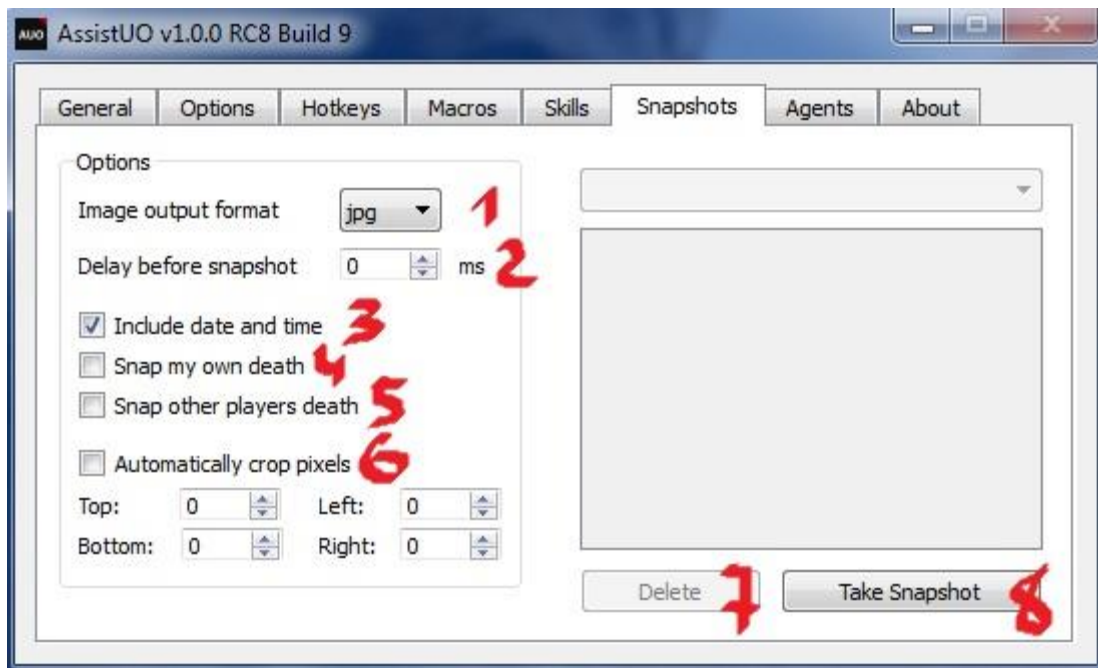 AUO AssistUO v1.0.0 RC8 Build 9
General Options Hotkeys Macros Skills Snapshots Agents About
Options
Image output format jpg 1
Delay before snapshot 0 ms 2
Include date and time 3
Snap my own death 4
Snap other players death 5
Automatically crop pixels 6
Top: 0 Left: 0
Bottom: 0 Right: 0
Delete 7 Take Snapshot 8